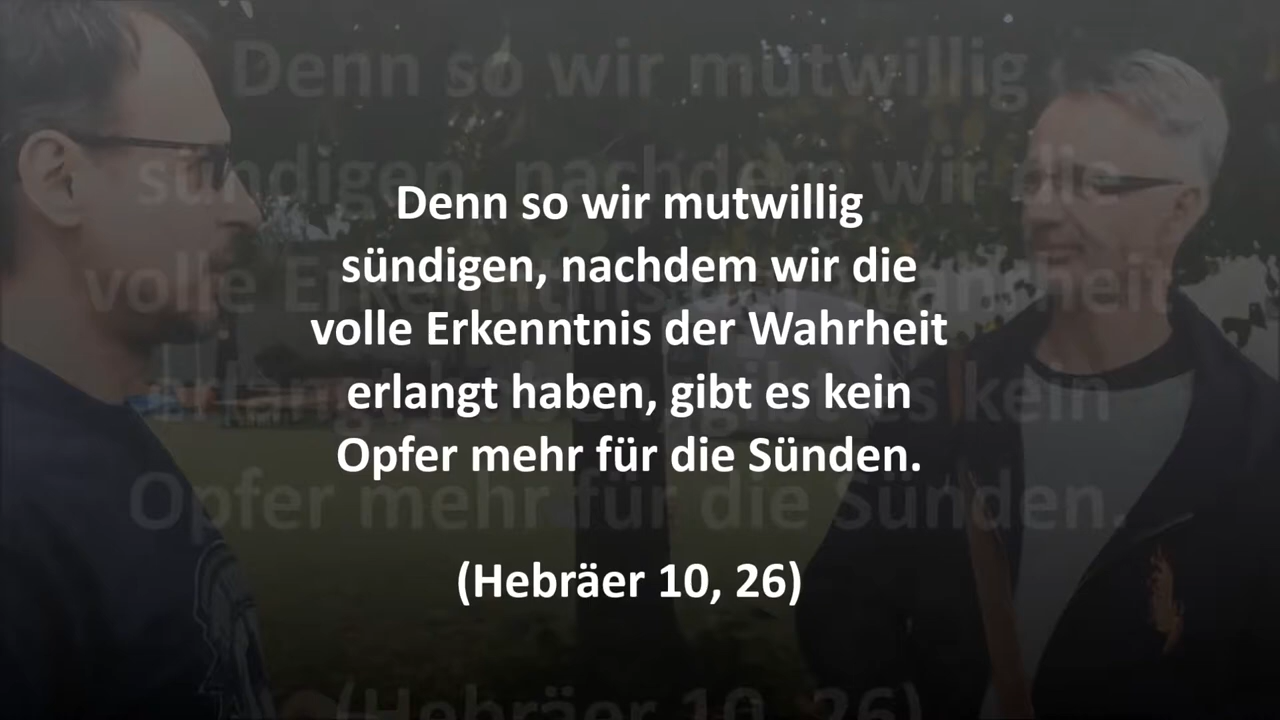 Denn so wir mutwillig
sündigen, nachdem wir die
volle Erkenntnis der Wahrheit
erlangt haben, gibt es kein
Opfer mehr für die Sünden.
(Hebräer 10, 26)